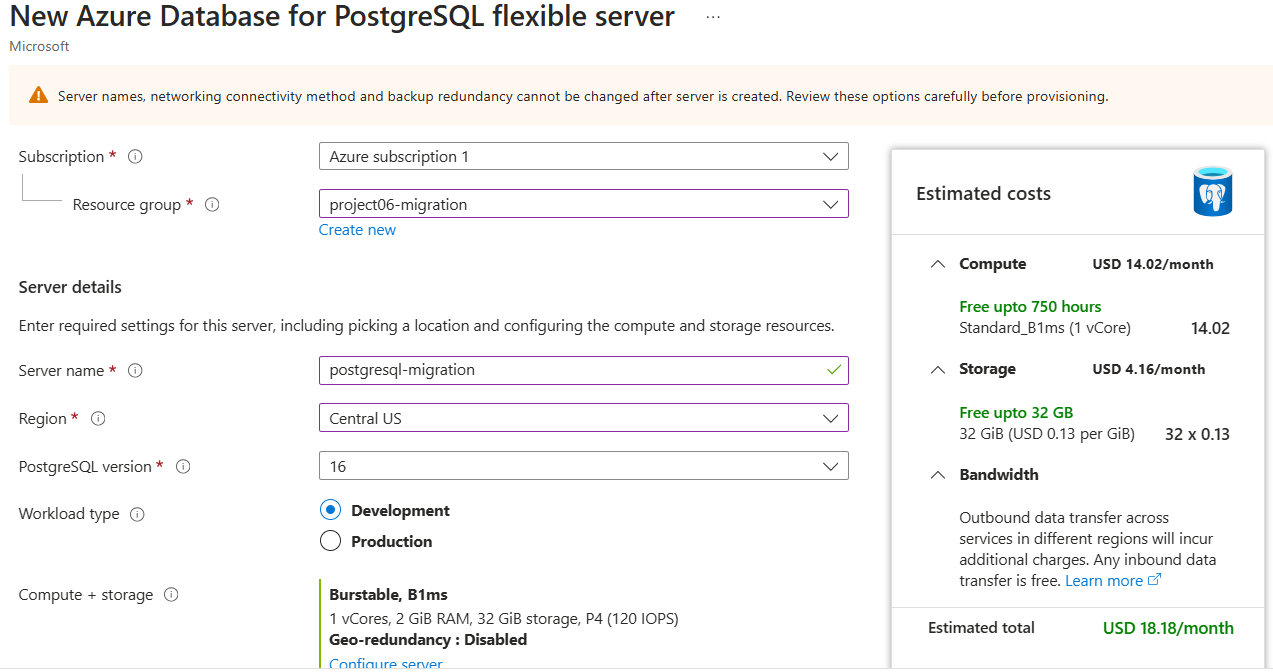 New Azure Database for PostgreSQL flexible server ...
Microsoft
Server names, networking connectivity method and backup redundancy cannot be changed after server is created. Review these options carefully before provisioning.
Subscription *
Azure subscription 1
Resource group *
project06-migration
Create new
Server details
Enter required settings for this server, including picking a location and configuring the compute and storage resources.
Server name *
postgresql-migration
Region *
Central US
PostgreSQL version *
16
Workload type
Development
Production
Compute + storage
Burstable, B1ms
1 vCores, 2 GiB RAM, 32 GiB storage, P4 (120 IOPS)
Geo-redundancy : Disabled
Configure server
Estimated costs
Compute USD 14.02/month
Free upto 750 hours
Standard_B1ms (1 vCore) 14.02
Storage USD 4.16/month
Free upto 32 GB
32 GiB (USD 0.13 per GiB) 32 x 0.13
Bandwidth
Outbound data transfer across
services in different regions will incur
additional charges. Any inbound data
transfer is free. Learn more
Estimated total USD 18.18/month